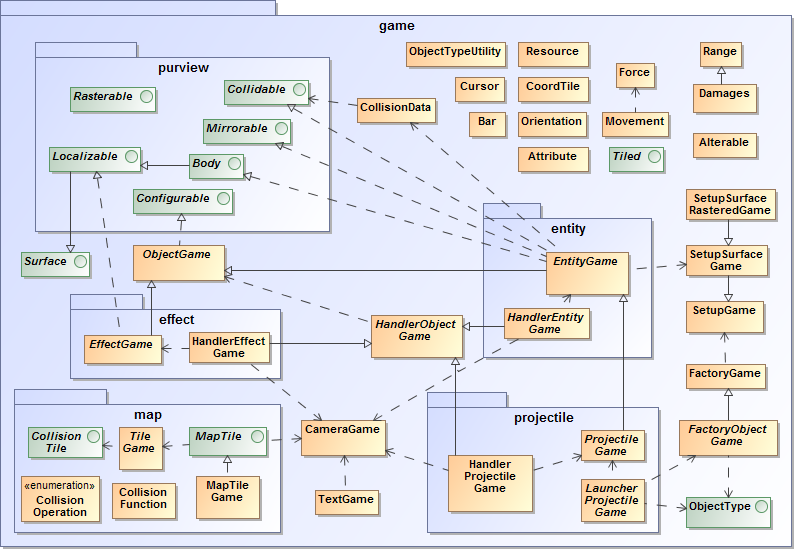 game
purview
Rasterable
Collidable
Mirrorable
Localizable
Body
Configurable
Surface
ObjectTypeUtility
Resource
Range
Force
Cursor
CoordTile
Damages
CollisionData
Bar
Orientation
Movement
Attribute
Tiled
Alterable
SetupSurface
RasteredGame
SetupSurface
Game
SetupGame
FactoryGame
FactoryObject
Game
ObjectType
ObjectGame
entity
EntityGame
HandlerEntity
Game
effect
EffectGame
HandlerEffect
Game
HandlerObject
Game
map
Collision
Tile
Tile
Game
MapTile
«enumeration»
Collision
Operation
Collision
Function
MapTile
Game
CameraGame
TextGame
projectile
Handler
Projectile
Game
Projectile
Game
Launcher
Projectile
Game